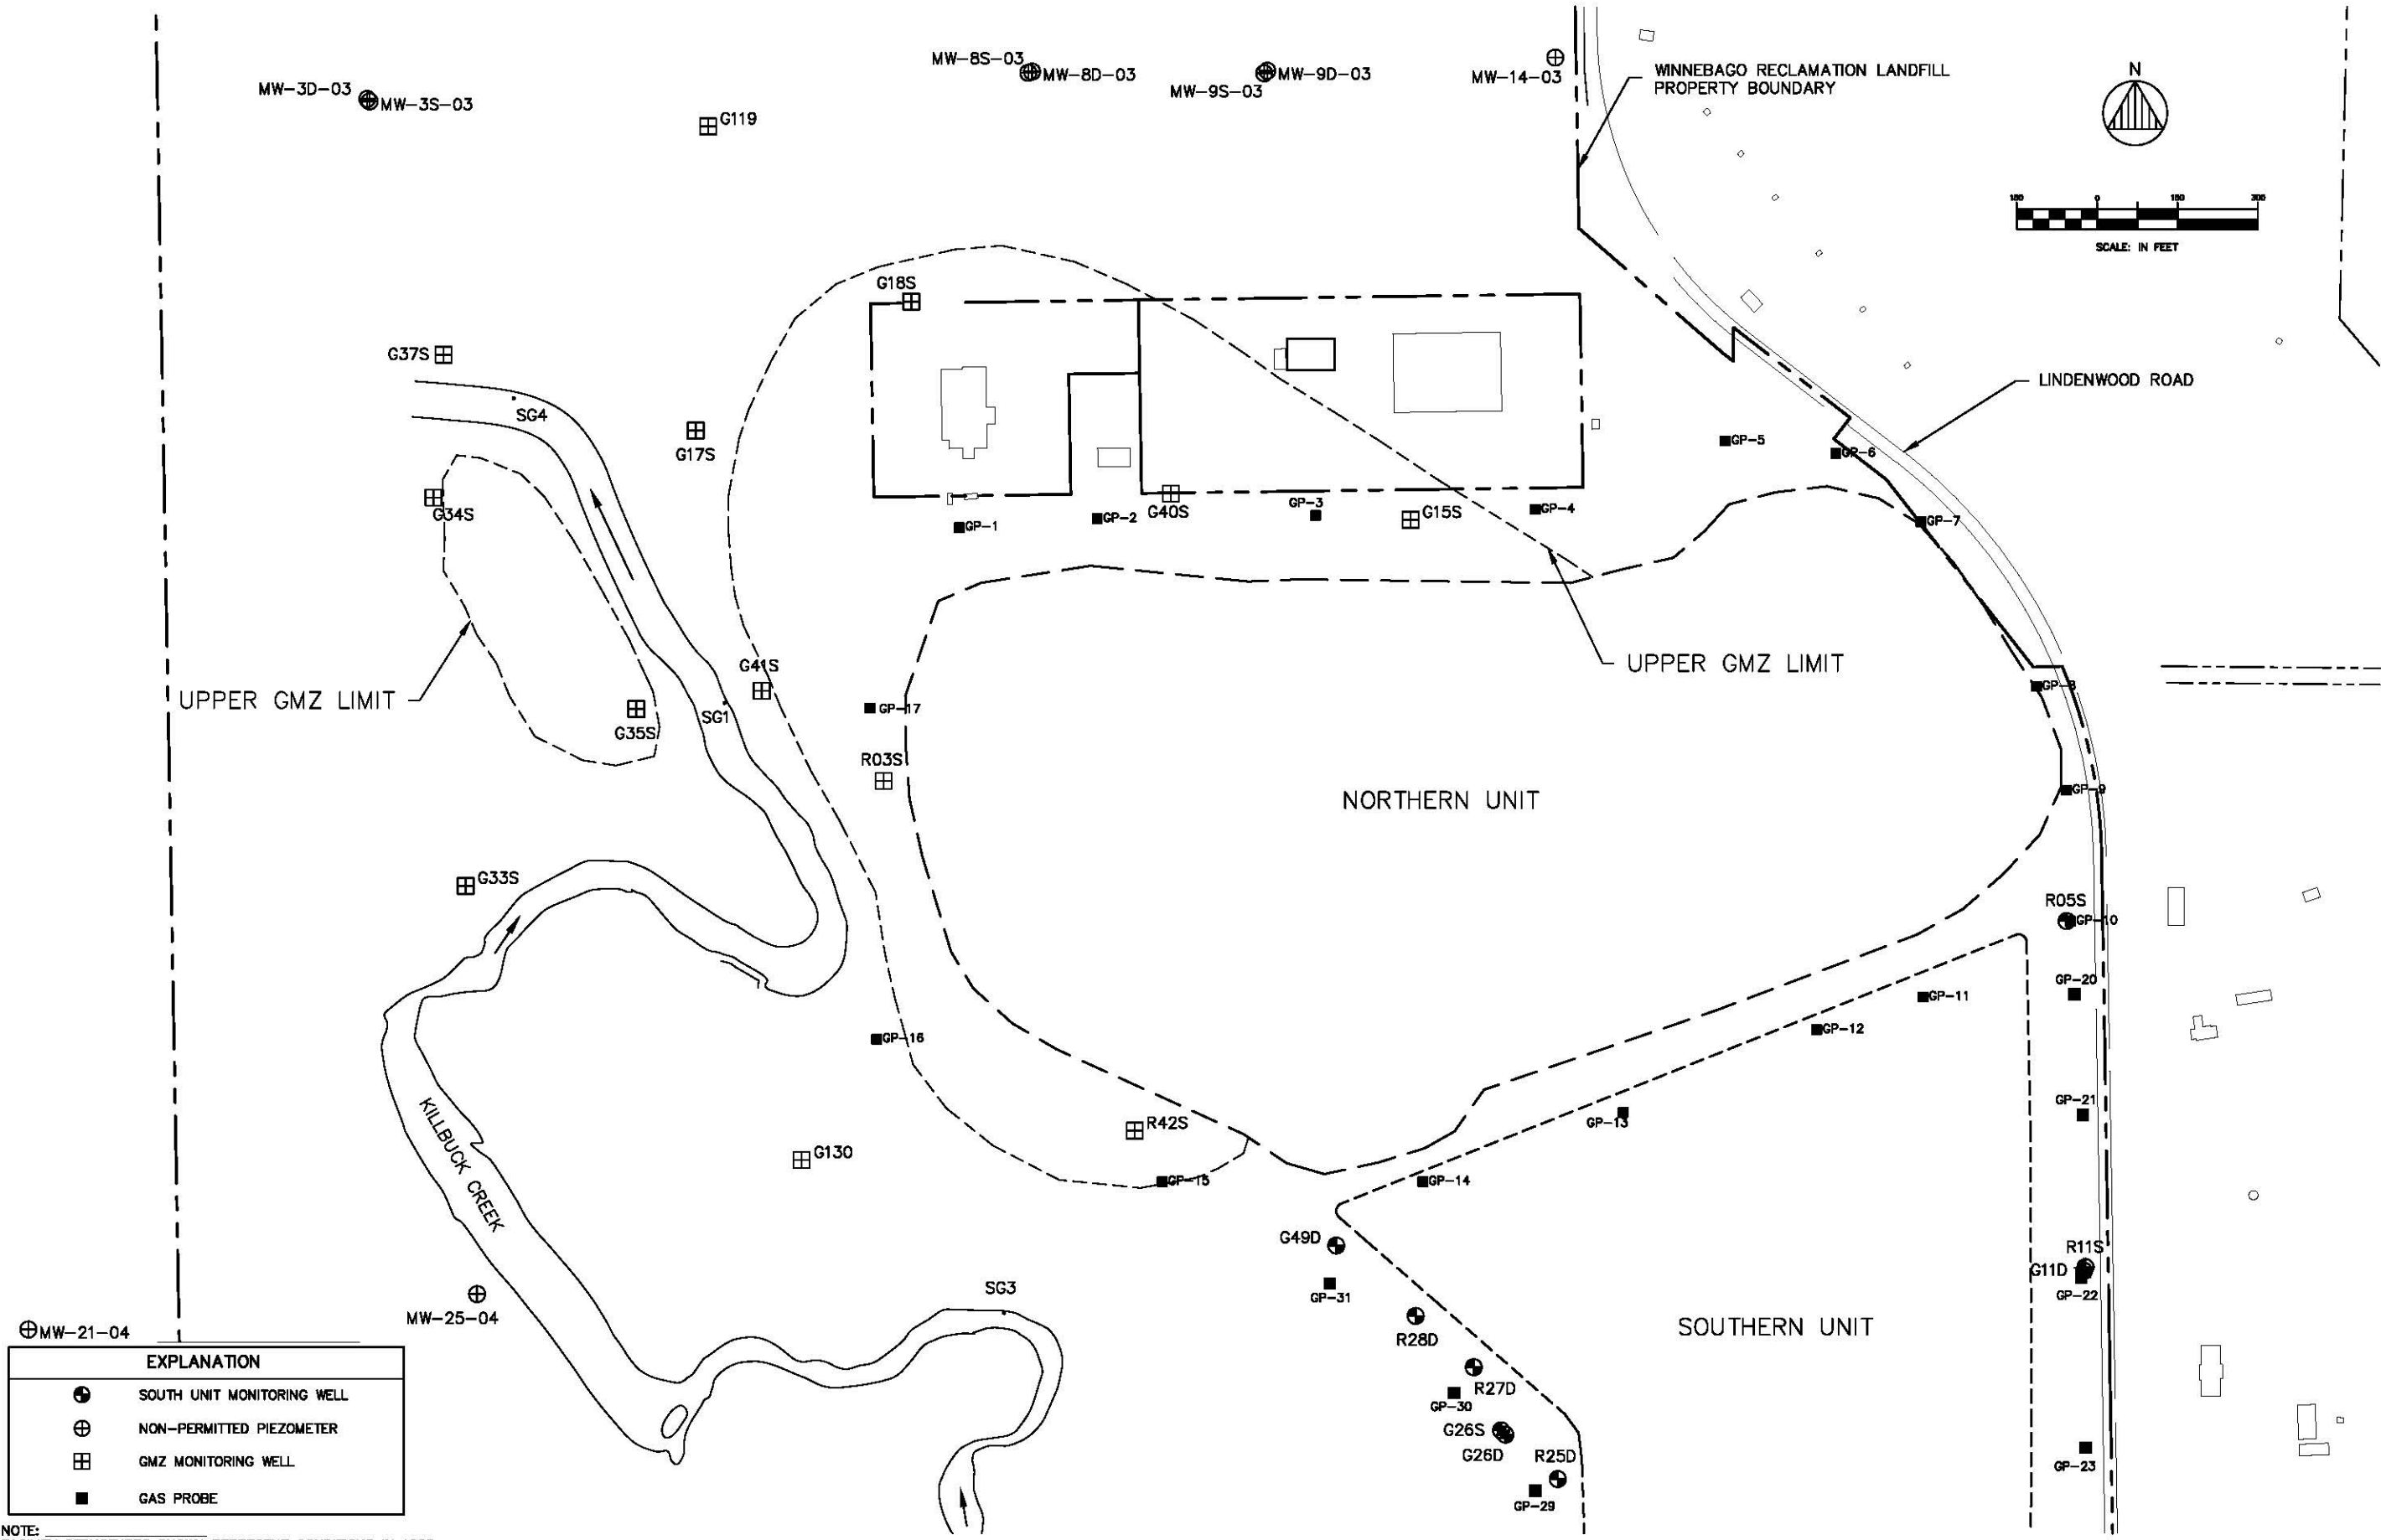 MW-8S-03
MW-8D-03
MW-9D-03
MW-9S-03
MW-14-03
WINNEBAGO RECLAMATION LANDFILL
PROPERTY BOUNDARY
N
MW-3D-03
MW-3S-03
G119
150 0 150 300
SCALE: IN FEET
G18S
G37S
LINDENWOOD ROAD
SG4
G17S
GP-5
GP-6
G34S
GP-1
GP-2
G40S
GP-3
G15S
GP-4
GP-7
G41S
UPPER GMZ LIMIT
UPPER GMZ LIMIT
GP-8
SG1
G35S
GP-17
R03S
NORTHERN UNIT
GP-9
G33S
R05S
GP-10
GP-20
GP-11
GP-12
GP-16
KILLBUCK CREEK
GP-21
GP-13
R42S
G130
GP-15
GP-14
G49D
R11S
G11D
GP-22
GP-31
SG3
MW-25-04
MW-21-04
R28D
SOUTHERN UNIT
R27D
GP-30
G26S
G26D
R25D
GP-23
GP-29
EXPLANATION
SOUTH UNIT MONITORING WELL
NON-PERMITTED PIEZOMETER
GMZ MONITORING WELL
GAS PROBE
NOTE: